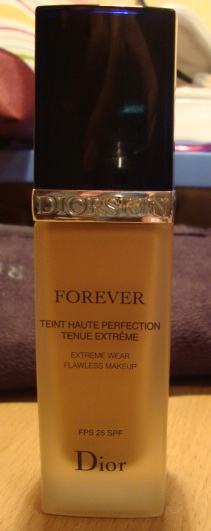 DIORSKIN
FOREVER
TEINT HAUTE PERFECTION
TENUE EXTRÊME
EXTREME WEAR
FLAWLESS MAKEUP
FPS 25 SPF
Dior